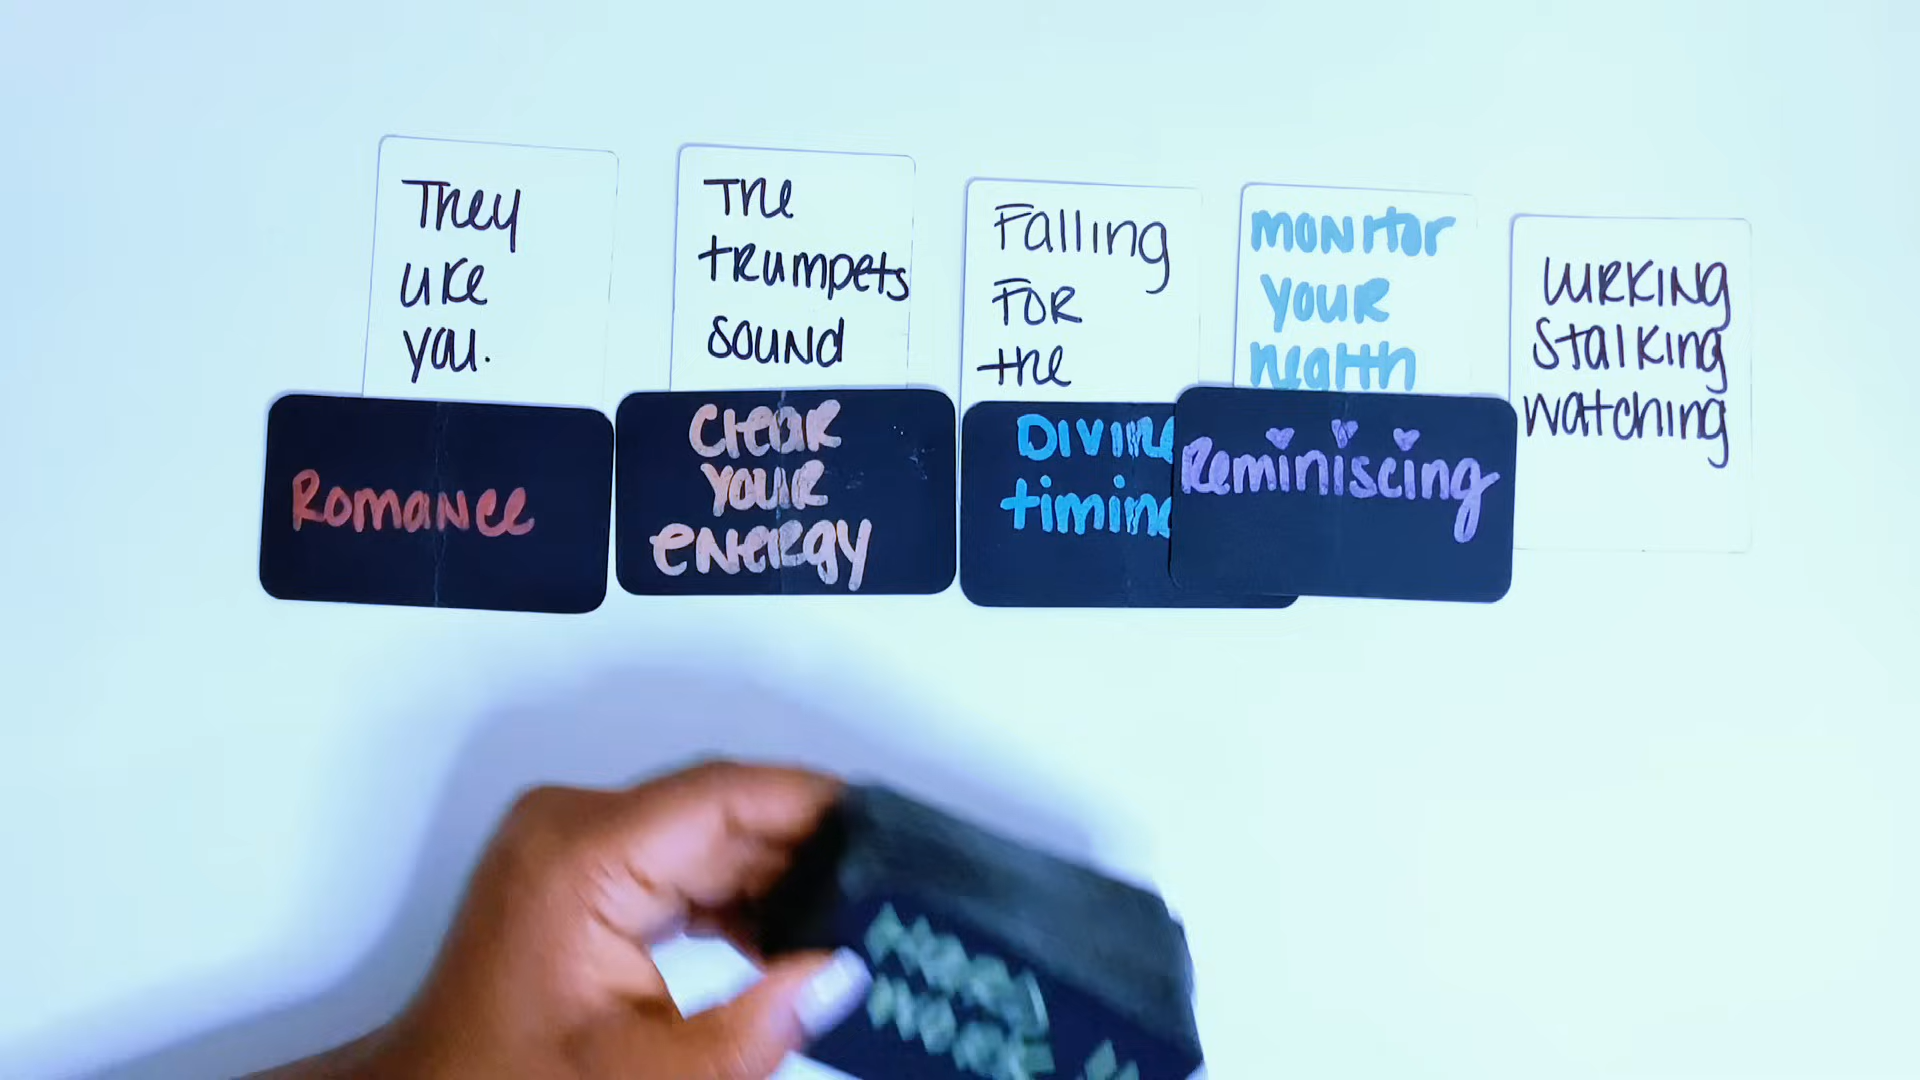 They
like
you.
The
trumpets
sound
Falling
For
the
monitor
your
health
lurking
stalking
watching
Romance
Clear
your
energy
Divine
timing
Reminiscing